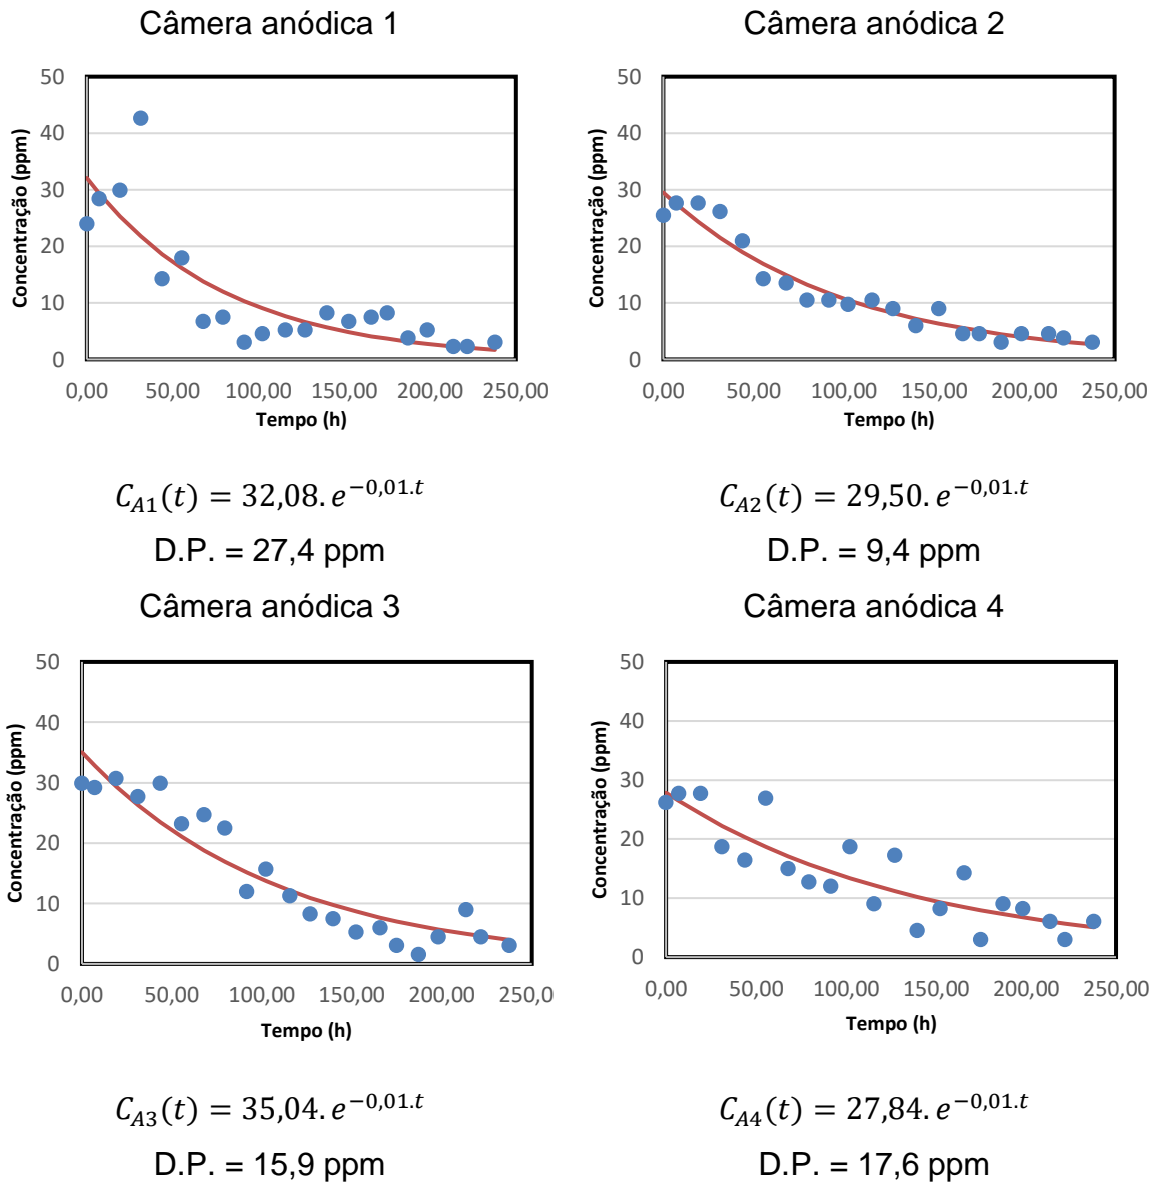 Câmera anódica 1
50
40
30
20
10
0
Concentração (ppm)
0,00 50,00 100,00 150,00 200,00 250,00
Tempo (h)
C_{A1}(t) = 32,08. e^{-0,01.t}
D.P. = 27,4 ppm
Câmera anódica 2
50
40
30
20
10
0
Concentração (ppm)
0,00 50,00 100,00 150,00 200,00 250,00
Tempo (h)
C_{A2}(t) = 29,50. e^{-0,01.t}
D.P. = 9,4 ppm
Câmera anódica 3
50
40
30
20
10
0
Concentração (ppm)
0,00 50,00 100,00 150,00 200,00 250,0
Tempo (h)
C_{A3}(t) = 35,04. e^{-0,01.t}
D.P. = 15,9 ppm
Câmera anódica 4
50
40
30
20
10
0
Concentração (ppm)
0,00 50,00 100,00 150,00 200,00 250,00
Tempo (h)
C_{A4}(t) = 27,84. e^{-0,01.t}
D.P. = 17,6 ppm